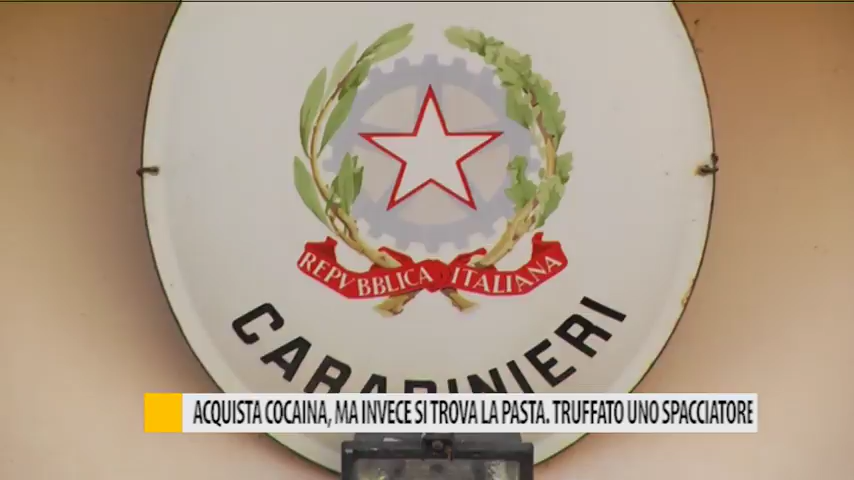 REPVBBLICA ITALIANA
CARABINIERI
ACQUISTA COCAINA, MA INVECE SI TROVA LA PASTA. TRUFFATO UNO SPACCIATORE